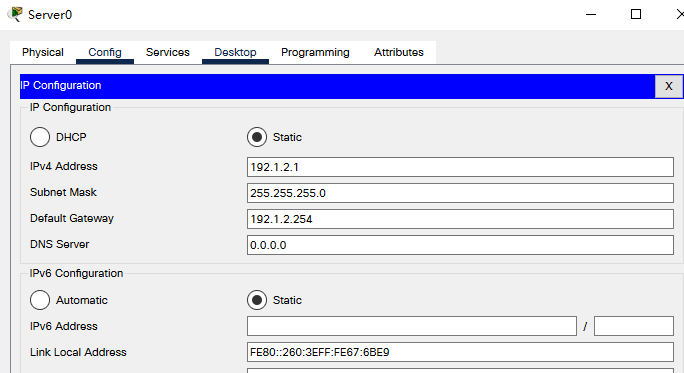 Server0
Physical Config Services Desktop Programming Attributes
IP Configuration X
IP Configuration
DHCP Static
IPv4 Address 192.1.2.1
Subnet Mask 255.255.255.0
Default Gateway 192.1.2.254
DNS Server 0.0.0.0
IPv6 Configuration
Automatic Static
IPv6 Address /
Link Local Address FE80::260:3EFF:FE67:6BE9